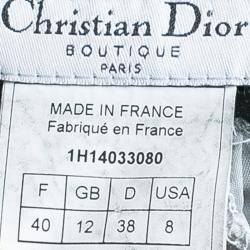 Christian Dior
BOUTIQUE
PARIS
MADE IN FRANCE
Fabriqué en France
1H14033080
F GB D USA
40 12 38 8